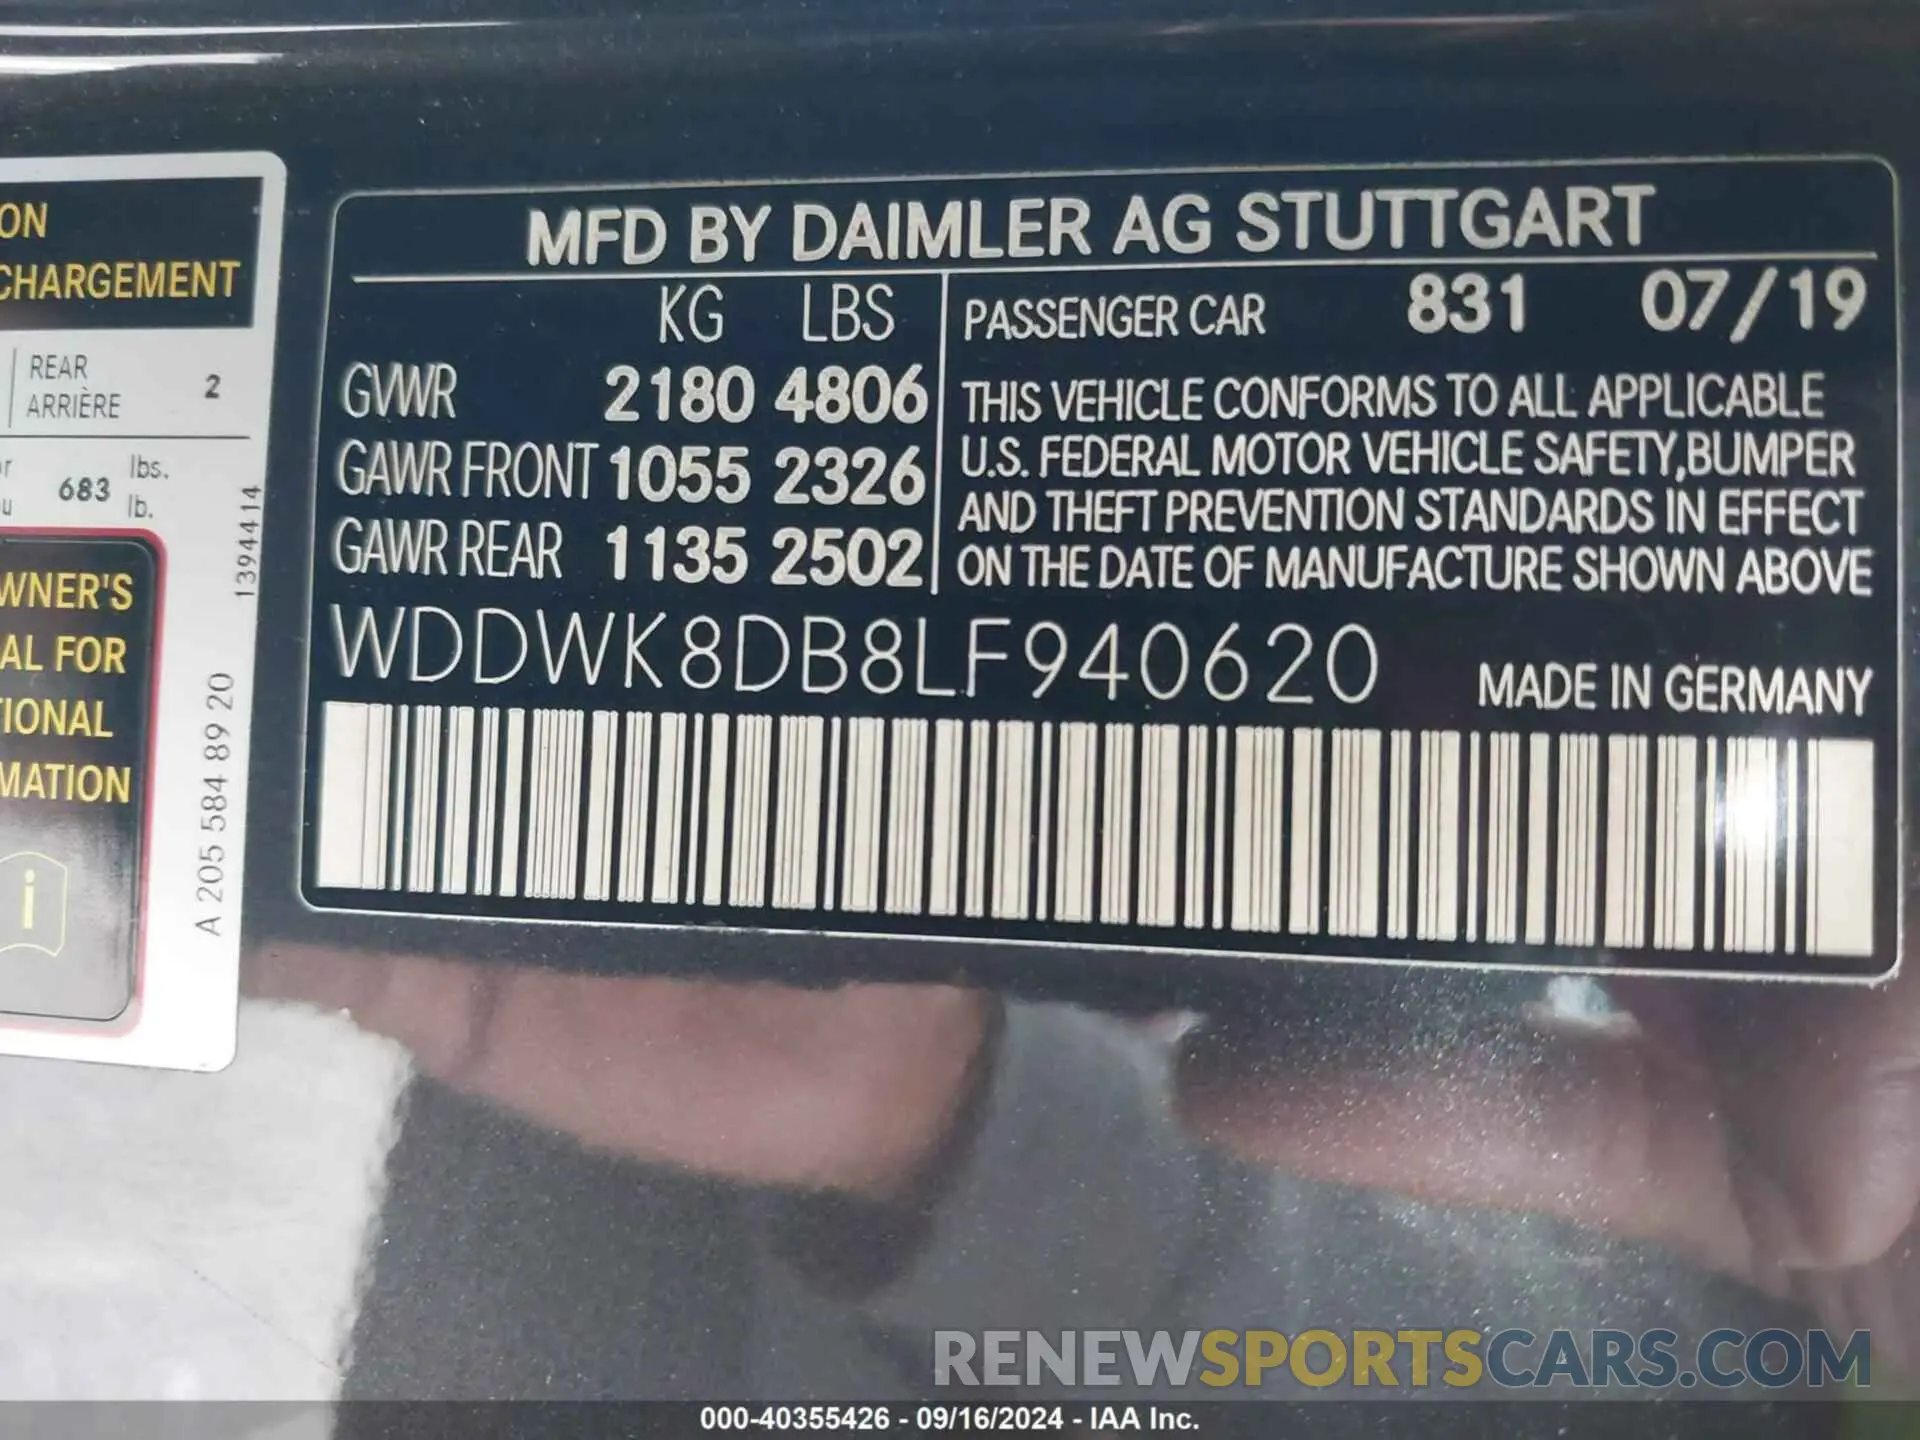 ON
CHARGEMENT
REAR
ARRIÈRE 2
683 lbs.
lb.
WNER'S
AL FOR
TIONAL
MATION
i
A 205 584 89 20
1394414
MFD BY DAIMLER AG STUTTGART
KG LBS
GVWR 2180 4806
GAWR FRONT 1055 2326
GAWR REAR 1135 2502
PASSENGER CAR 831 07/19
THIS VEHICLE CONFORMS TO ALL APPLICABLE
U.S. FEDERAL MOTOR VEHICLE SAFETY,BUMPER
AND THEFT PREVENTION STANDARDS IN EFFECT
ON THE DATE OF MANUFACTURE SHOWN ABOVE
WDDWK8DB8LF940620
MADE IN GERMANY
RENEWSPORTSCARS.COM
000-40355426 - 09/16/2024 - IAA Inc.